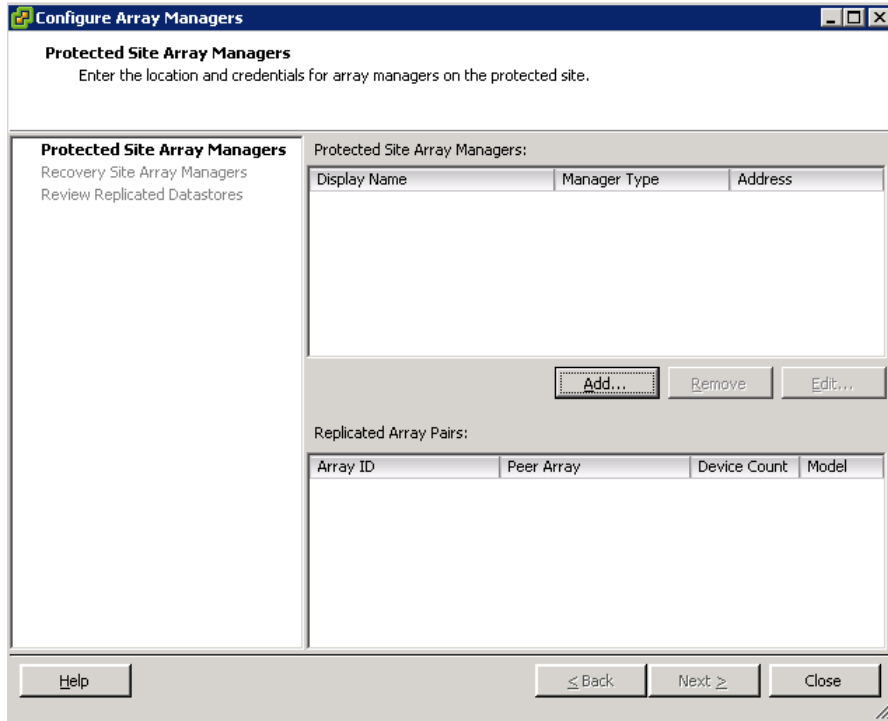 Configure Array Managers
Protected Site Array Managers
Enter the location and credentials for array managers on the protected site.
Protected Site Array Managers
Recovery Site Array Managers
Review Replicated Datastores
Protected Site Array Managers:
Display Name Manager Type Address
Add... Remove Edit...
Replicated Array Pairs:
Array ID Peer Array Device Count Model
Help ≤ Back Next ≥ Close